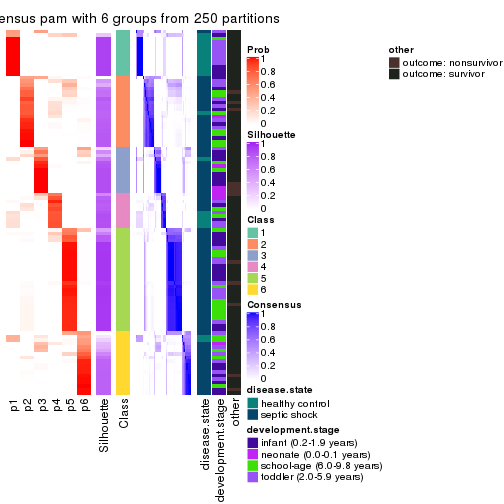 ensus pam with 6 groups from 250 partitions
Prob
1
0.8
0.6
0.4
0.2
0
Silhouette
1
0.8
0.6
0.4
0.2
0
Class
1
2
3
4
5
6
Consensus
1
0.8
0.6
0.4
0.2
0
disease.state
healthy control
septic shock
development.stage
infant (0.2-1.9 years)
neonate (0.0-0.1 years)
school-age (6.0-9.8 years)
toddler (2.0-5.9 years)
other
outcome: nonsurvivor
outcome: survivor
p1
p2
p3
p4
p5
p6
Silhouette
Class
disease.state
development.stage
other